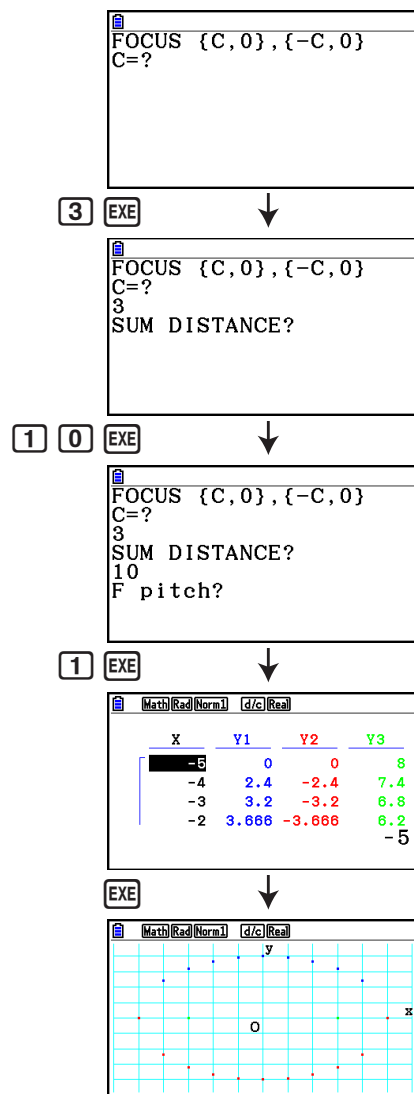 FOCUS {C,0},{-C,0}
C=?
3 EXE
FOCUS {C,0},{-C,0}
C=?
3
SUM DISTANCE?
1 0 EXE
FOCUS {C,0},{-C,0}
C=?
3
SUM DISTANCE?
10
F pitch?
1 EXE
Math Rad Norm1 d/c Real
X Y1 Y2 Y3
-5 0 0 8
-4 2.4 -2.4 7.4
-3 3.2 -3.2 6.8
-2 3.666 -3.666 6.2
-5
EXE
Math Rad Norm1 d/c Real
y
x
O